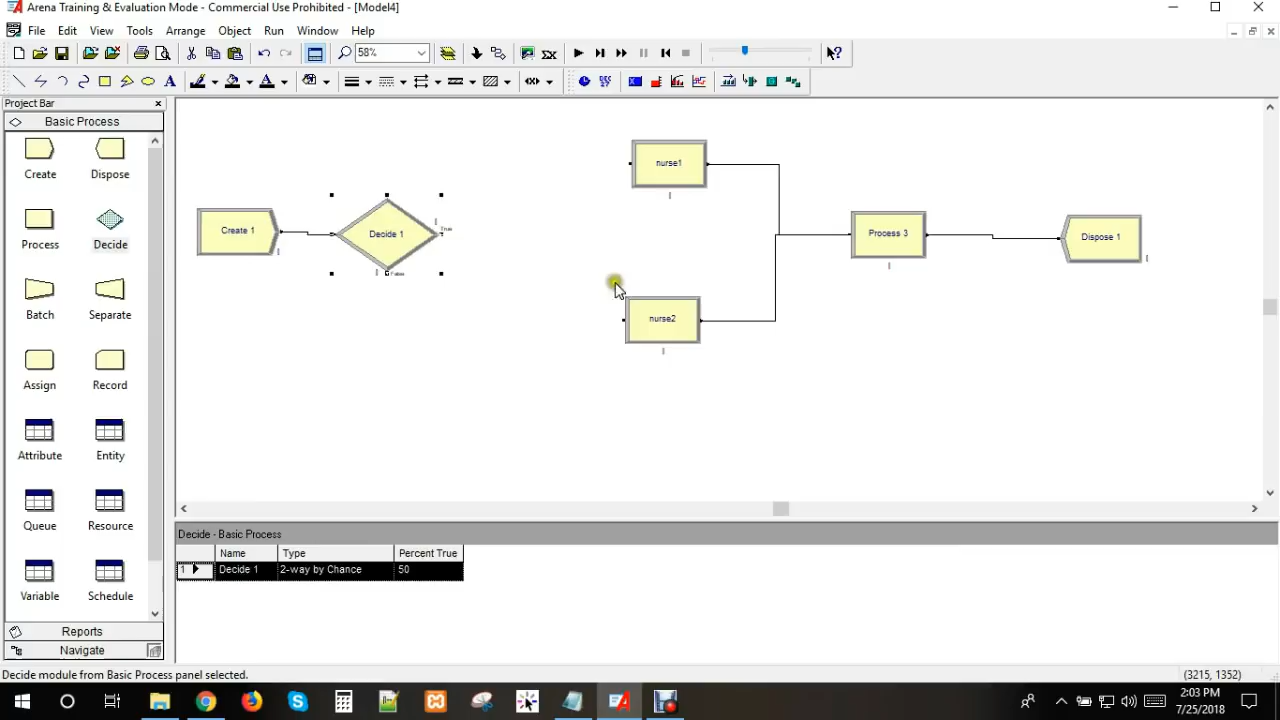 Arena Training & Evaluation Mode - Commercial Use Prohibited - [Model4]
File Edit View Tools Arrange Object Run Window Help
58%
Project Bar
Basic Process
Create Dispose
Process Decide
Batch Separate
Assign Record
Attribute Entity
Queue Resource
Variable Schedule
Reports
Navigate
nurse1
Create 1
Decide 1
True
False
Process 3
Dispose 1
nurse2
Decide - Basic Process
Name Type Percent True
1 Decide 1 2-way by Chance 50
Decide module from Basic Process panel selected.
(3215, 1352)
2:03 PM
7/25/2018